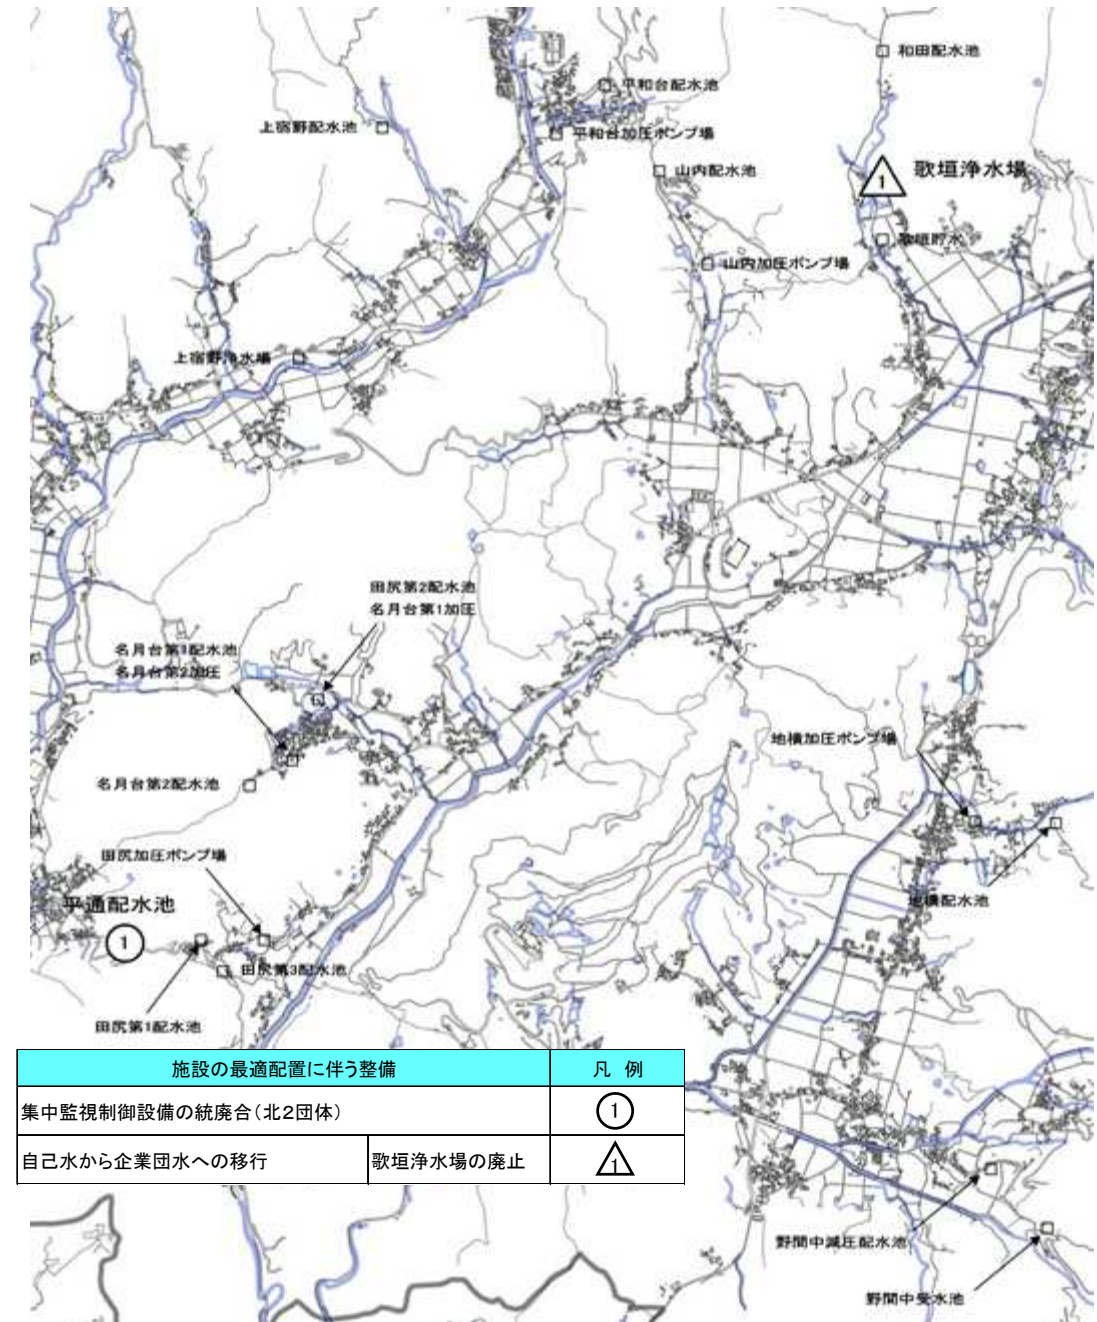 和田配水池
平和台配水池
上宿野配水池
平和台加圧ポンプ場
山内配水池
1
歌垣浄水場
歌垣貯水
山内加圧ポンプ場
上宿野浄水場
田尻第2配水池
名月台第1加圧
名月台第1配水池
名月台第2加圧
地横加圧ポンプ場
名月台第2配水池
田尻加圧ポンプ場
平通配水池
地横配水池
1
田尻第3配水池
田尻第1配水池
施設の最適配置に伴う整備 凡 例
集中監視制御設備の統廃合(北2団体) 1
自己水から企業団水への移行 歌垣浄水場の廃止 1
野間中減圧配水池
野間中受水池